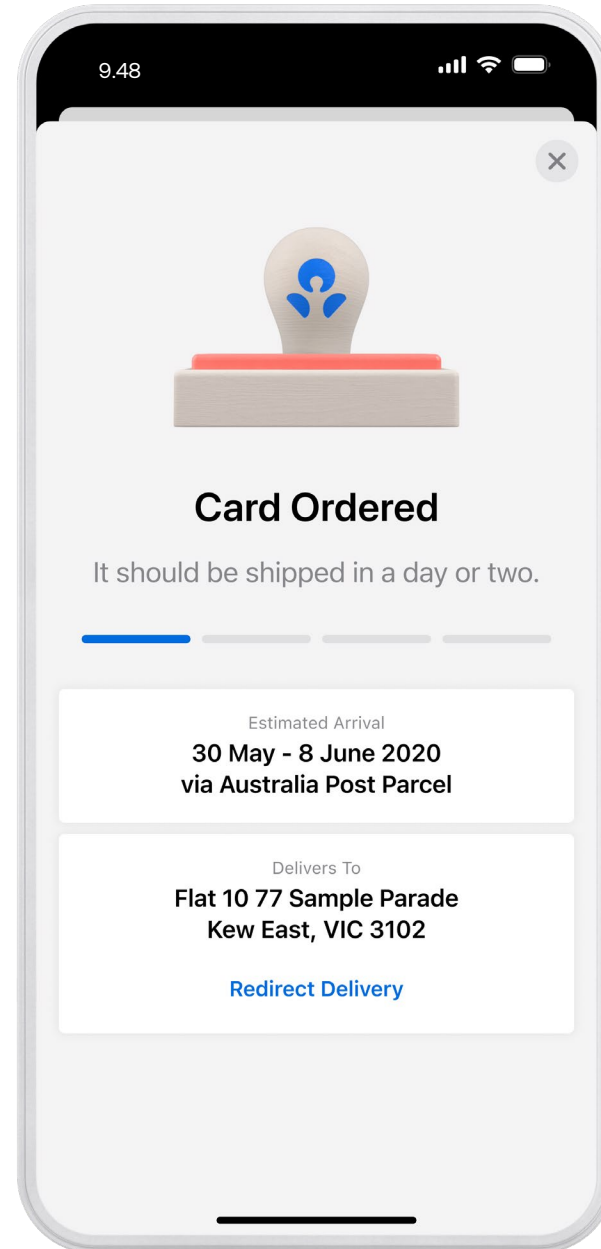 9.48
Card Ordered
It should be shipped in a day or two.
Estimated Arrival
30 May - 8 June 2020
via Australia Post Parcel
Delivers To
Flat 10 77 Sample Parade
Kew East, VIC 3102
Redirect Delivery